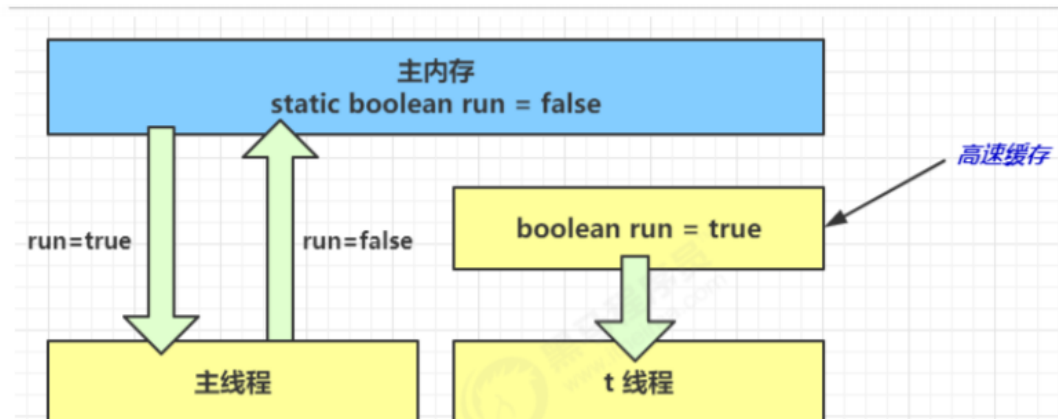 主内存
static boolean run = false
高速缓存
boolean run = true
run=true
run=false
主线程
t 线程